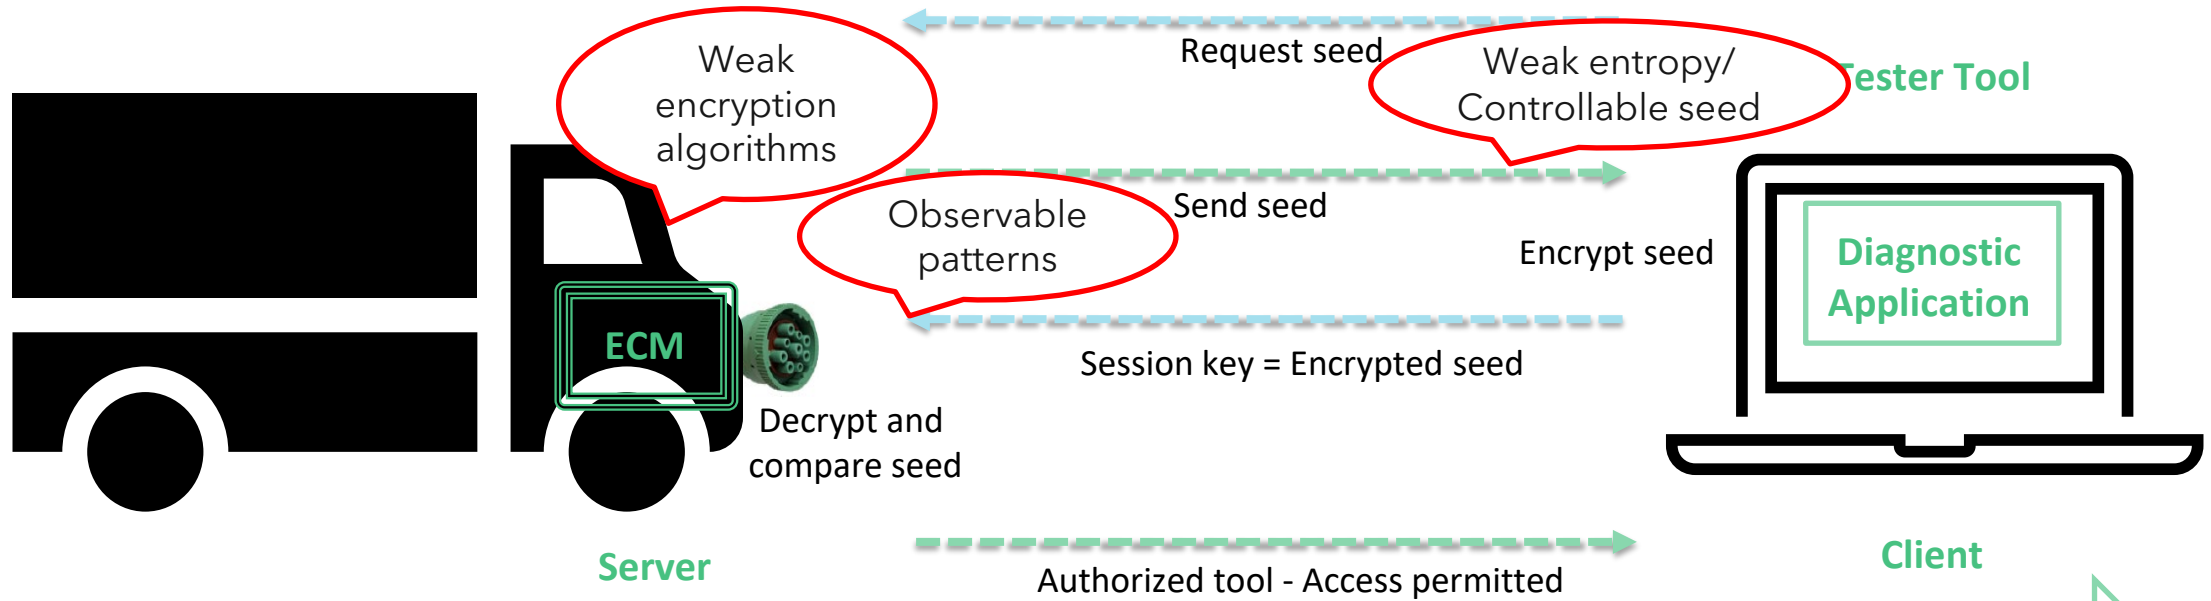 Request seed
Weak
encryption
algorithms
Weak entropy/
Controllable seed
Tester Tool
Send seed
Observable
patterns
Encrypt seed
Diagnostic
Application
ECM
Session key = Encrypted seed
Decrypt and
compare seed
Server
Client
Authorized tool - Access permitted